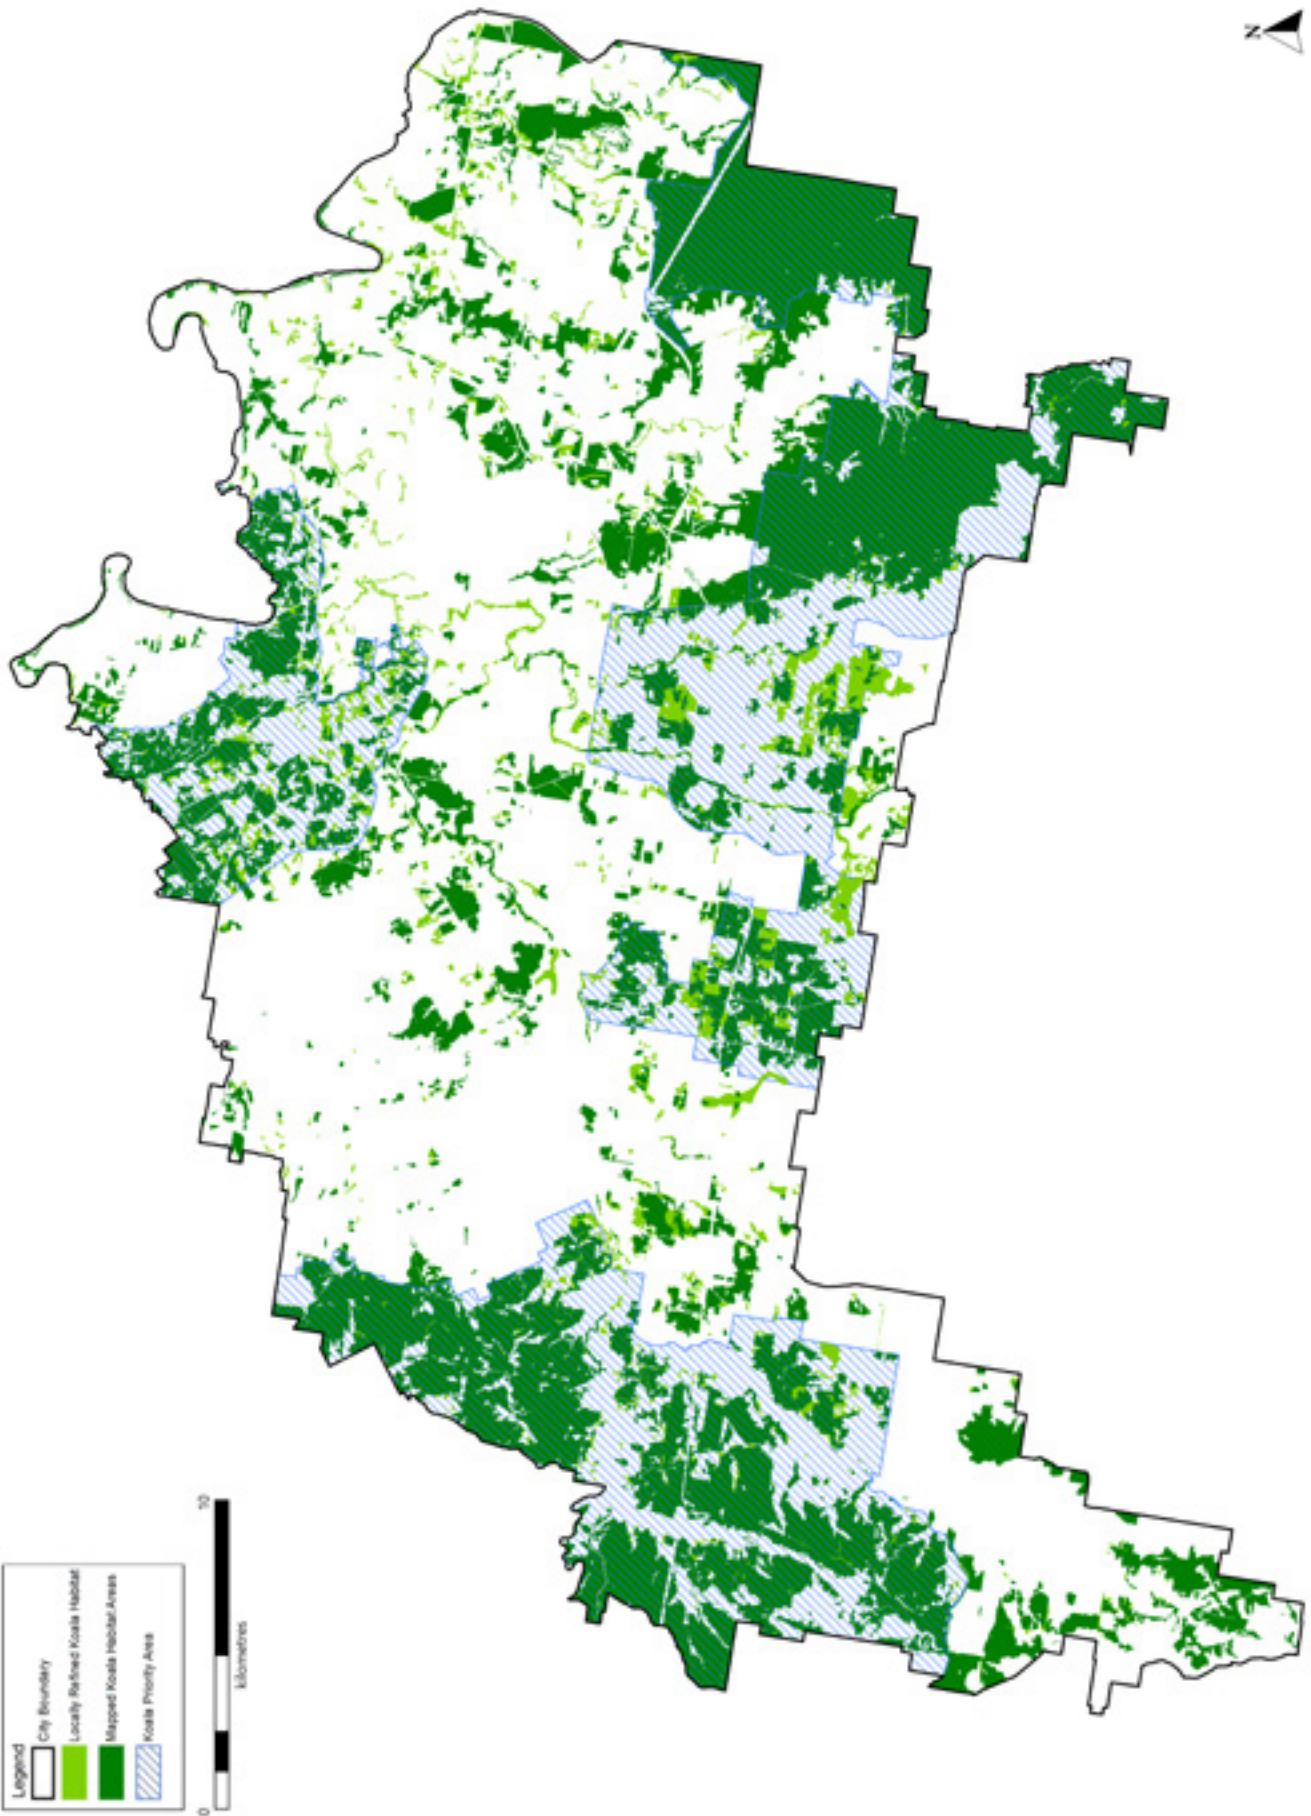 Legend
City Boundary
Locally Refined Koala Habitat
Mapped Koala Habitat Areas
Koala Priority Area
0
10
kilometres
N